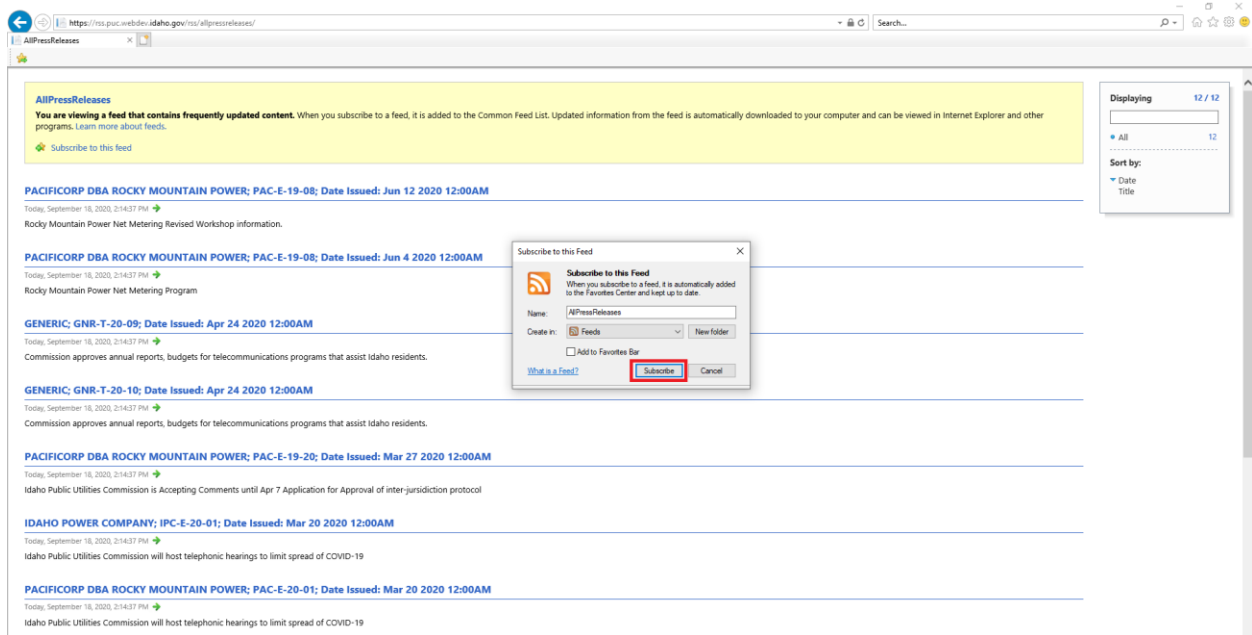 https://rss.puc.webdev.idaho.gov/rss/allpressreleases/
Search...
AllPressReleases
AllPressReleases
You are viewing a feed that contains frequently updated content. When you subscribe to a feed, it is added to the Common Feed List. Updated information from the feed is automatically downloaded to your computer and can be viewed in Internet Explorer and other
programs. Learn more about feeds.
Subscribe to this feed
Displaying 12 / 12
All 12
Sort by:
Date
Title
PACIFICORP DBA ROCKY MOUNTAIN POWER; PAC-E-19-08; Date Issued: Jun 12 2020 12:00AM
Today, September 18, 2020, 2:14:37 PM
Rocky Mountain Power Net Metering Revised Workshop information.
PACIFICORP DBA ROCKY MOUNTAIN POWER; PAC-E-19-08; Date Issued: Jun 4 2020 12:00AM
Today, September 18, 2020, 2:14:37 PM
Rocky Mountain Power Net Metering Program
GENERIC; GNR-T-20-09; Date Issued: Apr 24 2020 12:00AM
Today, September 18, 2020, 2:14:37 PM
Commission approves annual reports, budgets for telecommunications programs that assist Idaho residents.
GENERIC; GNR-T-20-10; Date Issued: Apr 24 2020 12:00AM
Today, September 18, 2020, 2:14:37 PM
Commission approves annual reports, budgets for telecommunications programs that assist Idaho residents.
PACIFICORP DBA ROCKY MOUNTAIN POWER; PAC-E-19-20; Date Issued: Mar 27 2020 12:00AM
Today, September 18, 2020, 2:14:37 PM
Idaho Public Utilities Commission is Accepting Comments until Apr 7 Application for Approval of inter-jursidiction protocol
IDAHO POWER COMPANY; IPC-E-20-01; Date Issued: Mar 20 2020 12:00AM
Today, September 18, 2020, 2:14:37 PM
Idaho Public Utilities Commission will host telephonic hearings to limit spread of COVID-19
PACIFICORP DBA ROCKY MOUNTAIN POWER; PAC-E-20-01; Date Issued: Mar 20 2020 12:00AM
Today, September 18, 2020, 2:14:37 PM
Idaho Public Utilities Commission will host telephonic hearings to limit spread of COVID-19
Subscribe to this Feed
Subscribe to this Feed
When you subscribe to a feed, it is automatically added
to the Favorites Center and kept up to date.
Name: AllPressReleases
Create in: Feeds New folder
Add to Favorites Bar
What is a Feed? Subscribe Cancel